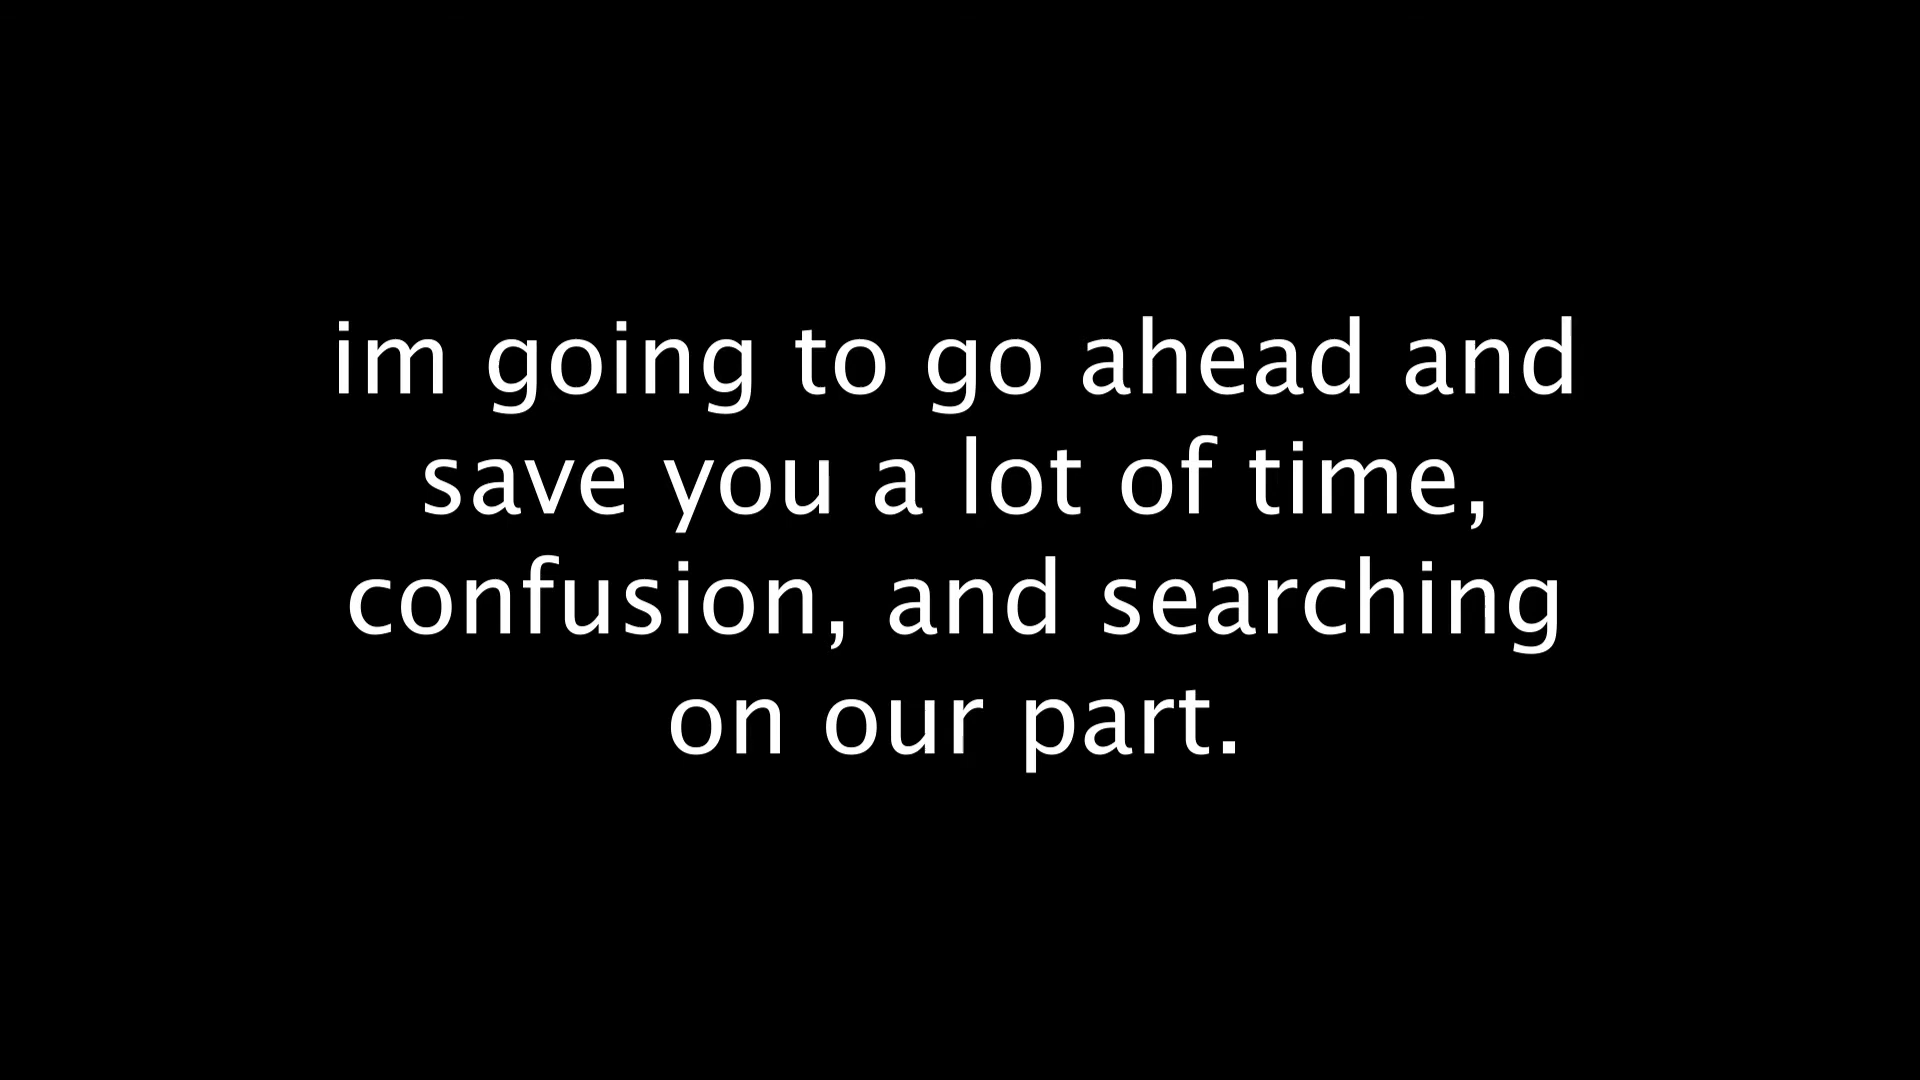 im going to go ahead and
save you a lot of time,
confusion, and searching
on our part.